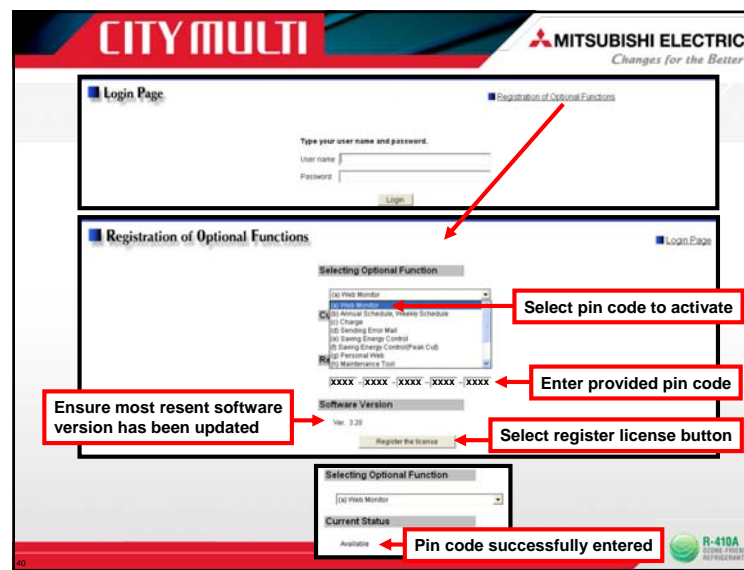 CITY MULTI
MITSUBISHI ELECTRIC
Changes for the Better
Login Page
Registration of Optional Functions
Type your user name and password.
User name
Password
Login
Registration of Optional Functions
Login Page
Selecting Optional Function
(a) Web Monitor
(a) Web Monitor
(b) Annual Schedule, Weekly Schedule
(c) Charge
(d) Sending Error Mail
(e) Saving Energy Control
(f) Saving Energy Control(Peak Cut)
(g) Personal Web
(h) Maintenance Tool
Cu
Re
Select pin code to activate
xxxx - xxxx - xxxx - xxxx - xxxx
Enter provided pin code
Ensure most resent software
version has been updated
Software Version
Ver. 3.20
Register the license
Select register license button
Selecting Optional Function
(a) Web Monitor
Current Status
Available
Pin code successfully entered
R-410A
OZONE-FRIEN
REFRIGERANT
40